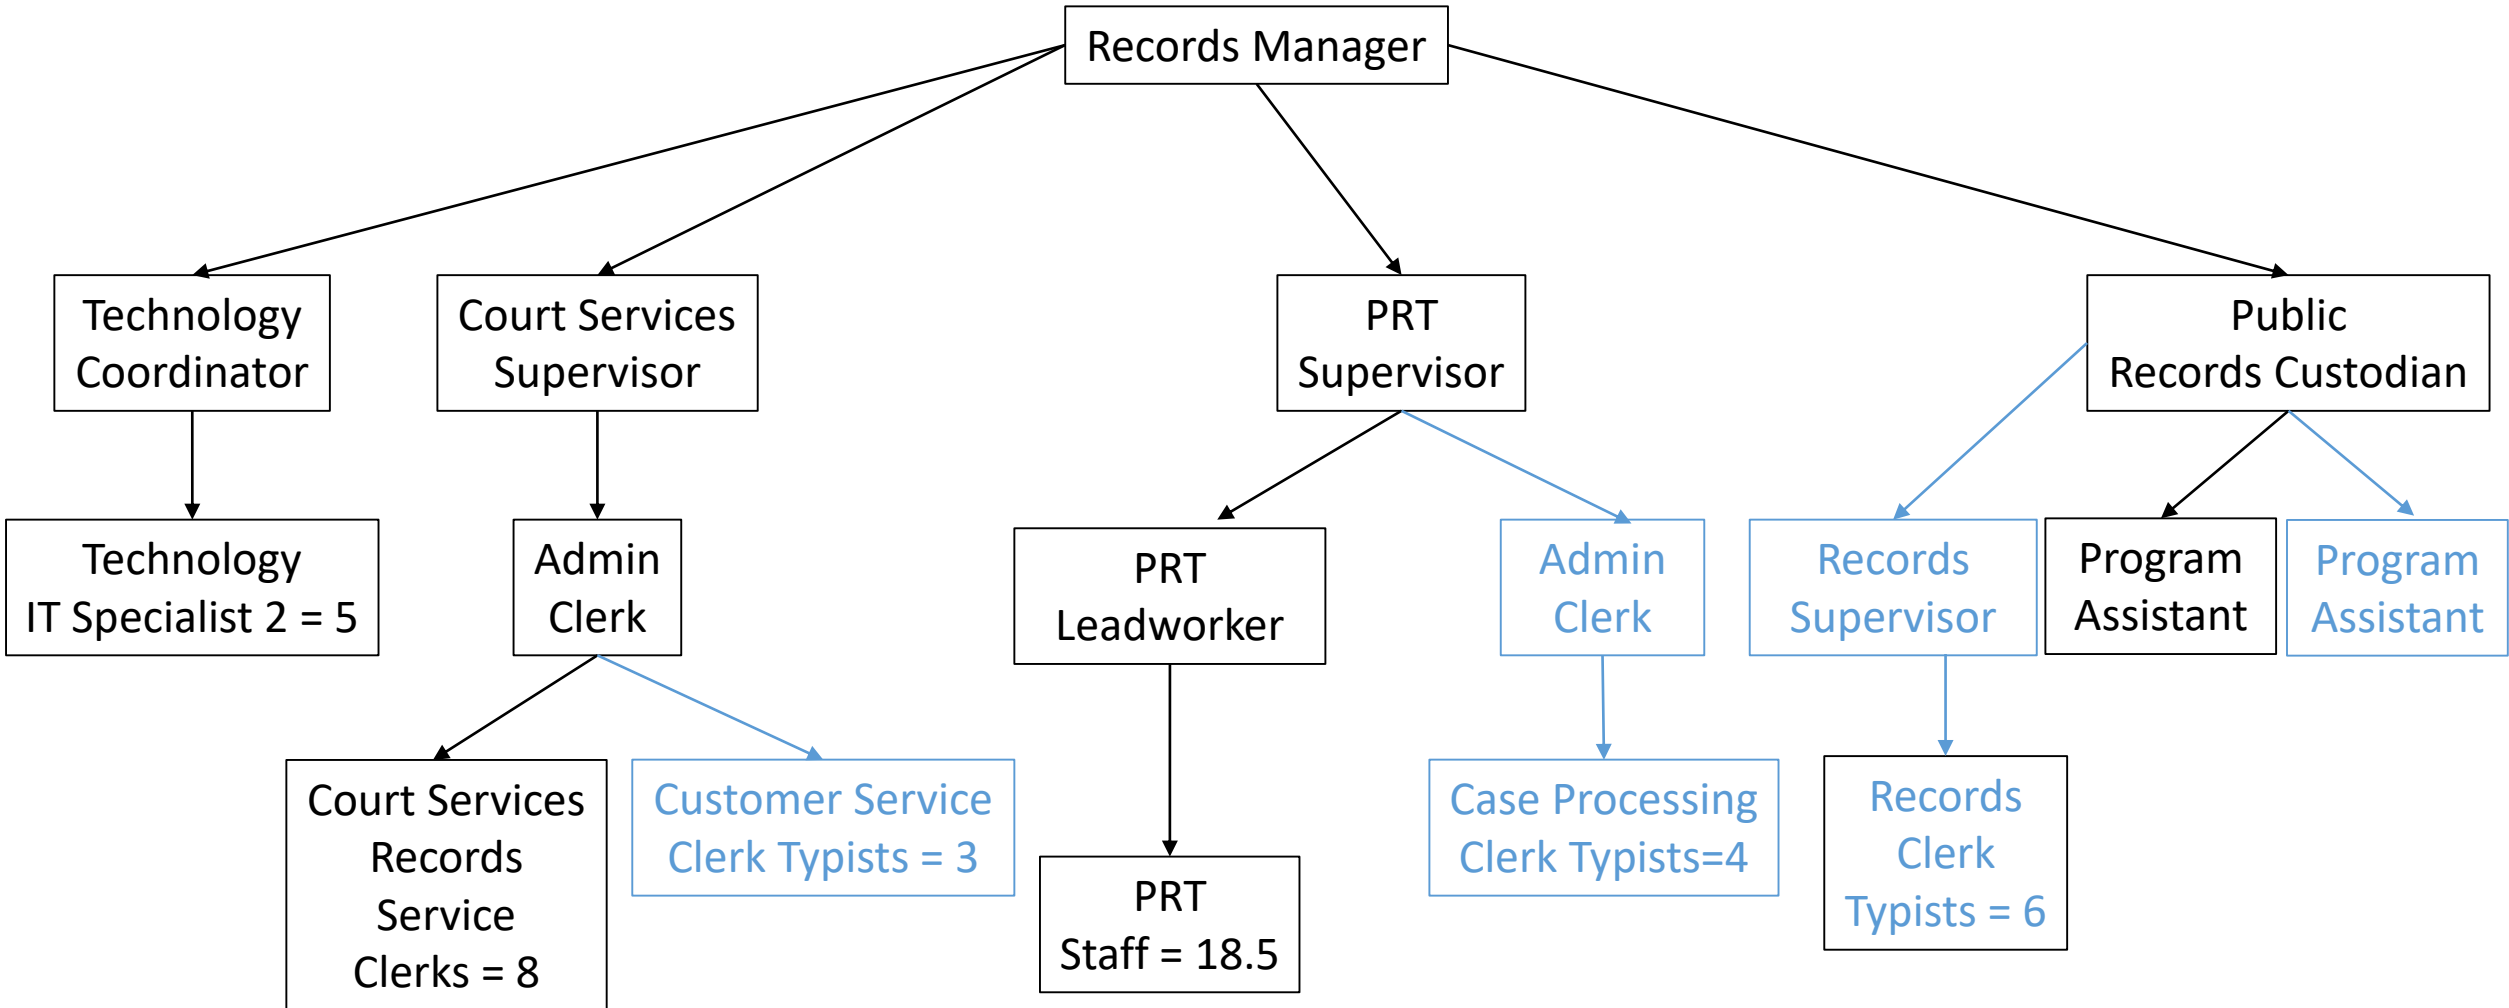 Records Manager
Technology
Coordinator
Court Services
Supervisor
PRT
Supervisor
Public
Records Custodian
Technology
IT Specialist 2 = 5
Admin
Clerk
PRT
Leadworker
Admin
Clerk
Records
Supervisor
Program
Assistant
Program
Assistant
Court Services
Records
Service
Clerks = 8
Customer Service
Clerk Typists = 3
PRT
Staff = 18.5
Case Processing
Clerk Typists=4
Records
Clerk
Typists = 6